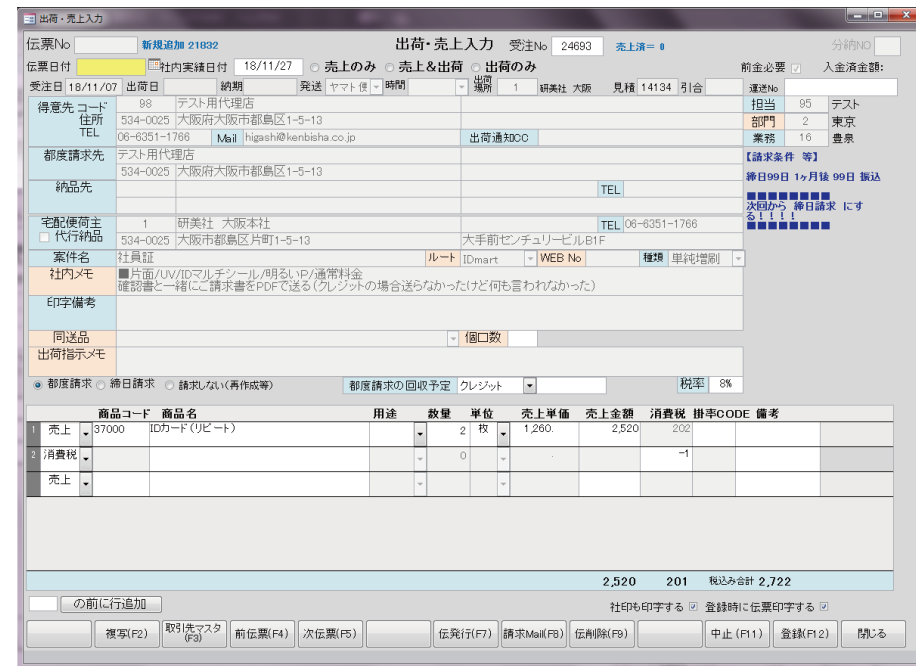 出荷・売上入力
伝票No 新規追加 21832 出荷・売上入力 受注No 24693 売上済= 0 分納NO
伝票日付 社内実績日付 18/11/27 売上のみ 売上&出荷 出荷のみ 前金必要 入金済金額:
受注日 18/11/07 出荷日 納期 発送 ヤマト便 時間 出荷場所 1 研美社 大阪 見積 14134 引合 運送No
得意先 コード 98 テスト用代理店 担当 95 テスト
住所 534-0025 大阪府大阪市都島区1-5-13 部門 2 東京
TEL 06-6351-1766 Mail higashi@kenbisha.co.jp 出荷通知CC 業務 16 豊泉
都度請求先 テスト用代理店 【請求条件 等】
534-0025 大阪府大阪市都島区1-5-13 締日99日 1ヶ月後 99日 振込
納品先 TEL
■■■■■■■■
次回から 締日請求 にす
る!!!!
■■■■■■■■
宅配便荷主 1 研美社 大阪本社 TEL 06-6351-1766
代行納品 534-0025 大阪市都島区片町1-5-13 大手前センチュリービルB1F
案件名 社員証 ルート IDmart WEB No 種類 単純増刷
社内メモ ■片面/UV/IDマルチシール/明るいP/通常料金
確認書と一緒にご請求書をPDFで送る(クレジットの場合送らなかったけど何も言われなかった)
印字備考
同送品 個口数
出荷指示メモ
都度請求 締日請求 請求しない(再作成等) 都度請求の回収予定 クレジット 税率 8%
商品コード 商品名 用途 数量 単位 売上単価 売上金額 消費税 掛率CODE 備考
1 売上 37000 IDカード(リピート) 2 枚 1,260. 2,520 202
2 消費税 0 . -1
売上
2,520 201 税込み合計 2,722
の前に行追加 社印も印字する 登録時に伝票印字する
複写(F2) 取引先マスタ(F3) 前伝票(F4) 次伝票(F5) 伝発行(F7) 請求Mail(F8) 伝削除(F9) 中止(F11) 登録(F12) 閉じる